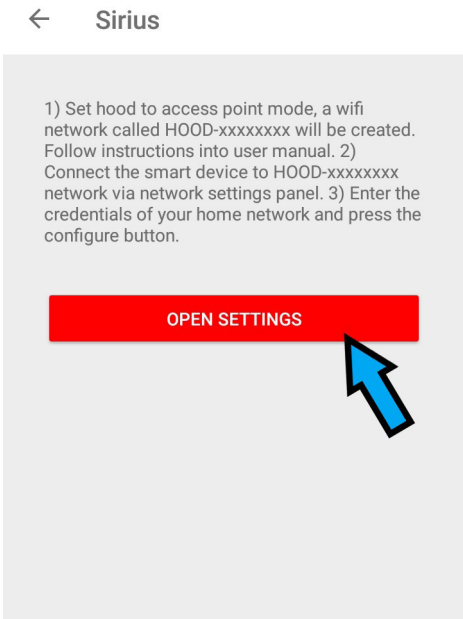 Sirius
1) Set hood to access point mode, a wifi
network called HOOD-xxxxxxxx will be created.
Follow instructions into user manual. 2)
Connect the smart device to HOOD-xxxxxxxx
network via network settings panel. 3) Enter the
credentials of your home network and press the
configure button.
OPEN SETTINGS